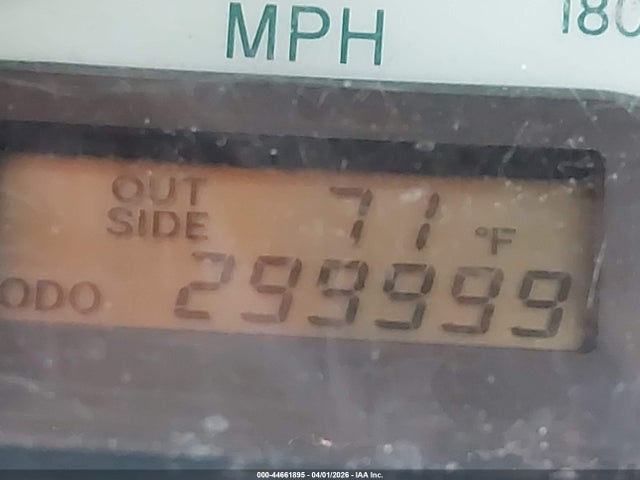 MPH
180
OUT
SIDE
71 °F
ODO 299999
000-44661895 - 04/01/2026 - IAA Inc.